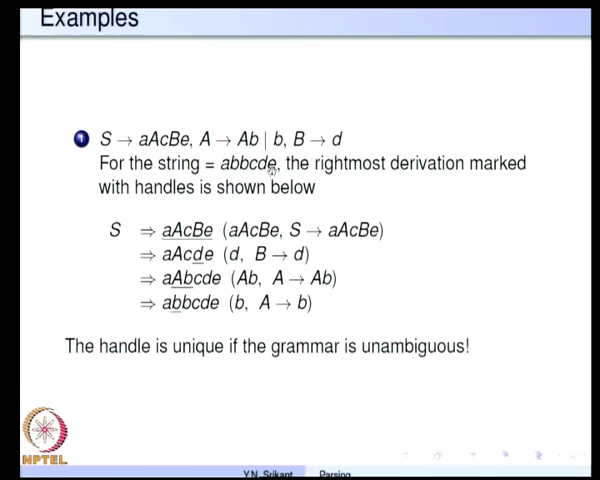 Examples
1 S → aAcBe, A → Ab | b, B → d
For the string = abbcde, the rightmost derivation marked
with handles is shown below
S ⇒ aAcBe (aAcBe, S → aAcBe)
⇒ aAcde (d, B → d)
⇒ aAbcde (Ab, A → Ab)
⇒ abbcde (b, A → b)
The handle is unique if the grammar is unambiguous!
NPTEL
Y.N. Srikant Parsing